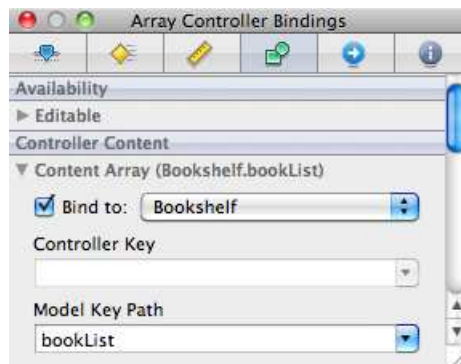 Array Controller Bindings
Availability
Editable
Controller Content
Content Array (Bookshelf.bookList)
Bind to: Bookshelf
Controller Key
Model Key Path
bookList